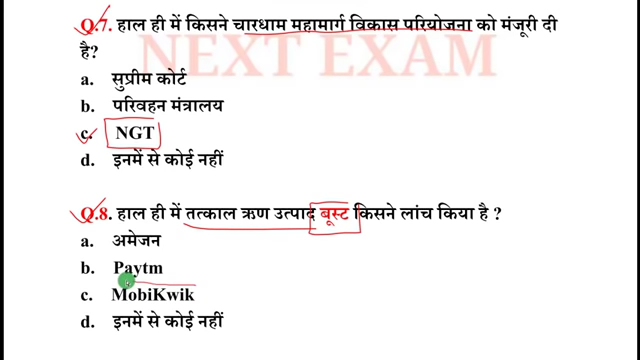 Q.7. हाल ही में किसने चारधाम महामार्ग विकास परियोजना को मंजूरी दी
है?
NEXT EXAM
a. सुप्रीम कोर्ट
b. परिवहन मंत्रालय
c. NGT
d. इनमें से कोई नहीं
Q.8. हाल ही में तत्काल ऋण उत्पाद बूस्ट किसने लांच किया है ?
a. अमेजन
b. Paytm
c. MobiKwik
d. इनमें से कोई नहीं